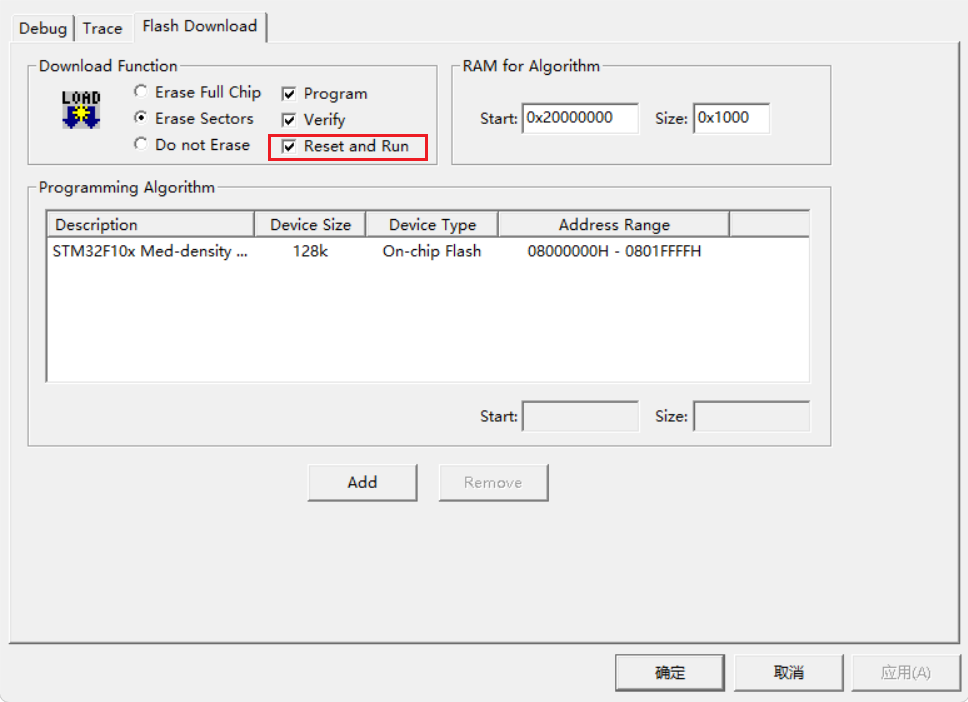 Debug Trace Flash Download
Download Function
LOAD
Erase Full Chip
Erase Sectors
Do not Erase
Program
Verify
Reset and Run
RAM for Algorithm
Start: 0x20000000 Size: 0x1000
Programming Algorithm
Description Device Size Device Type Address Range
STM32F10x Med-density ... 128k On-chip Flash 08000000H - 0801FFFFH
Start: Size:
Add Remove
确定 取消 应用(A)